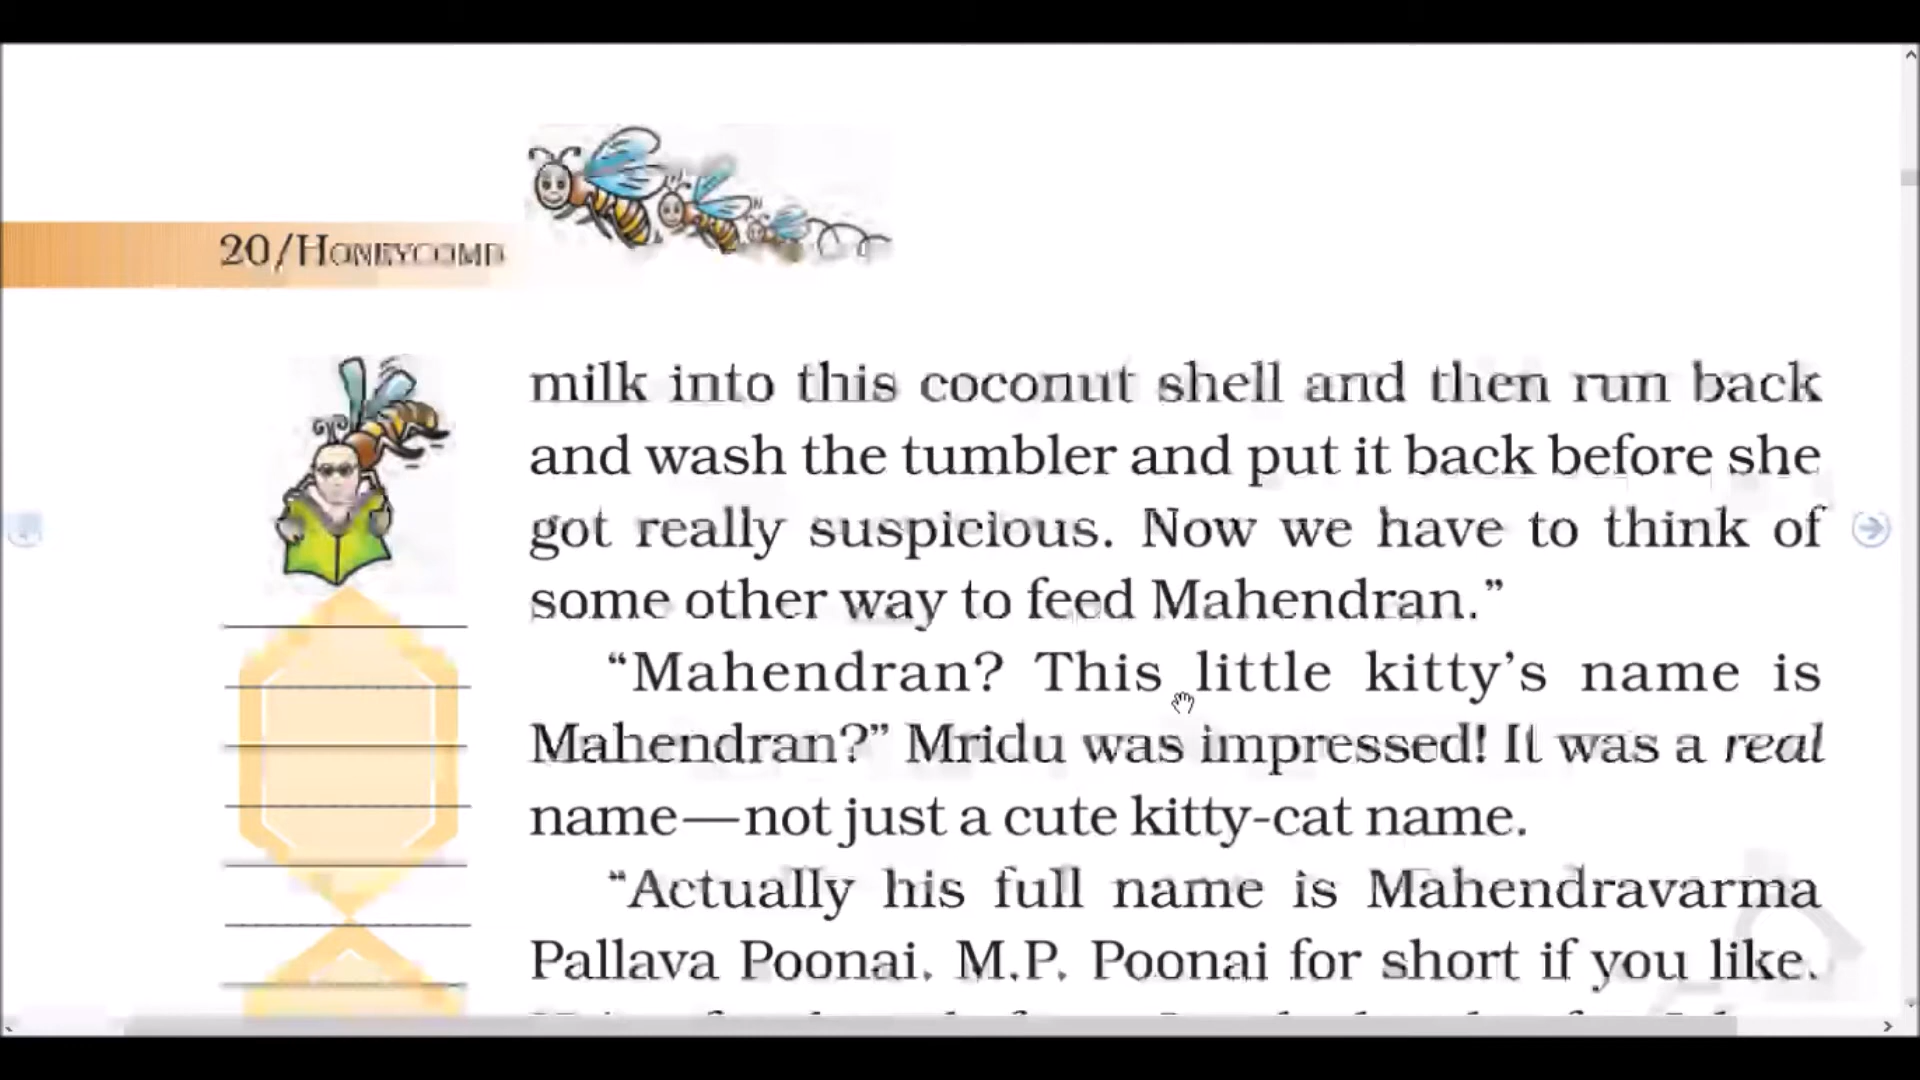 20/HONEYCOMB
milk into this coconut shell and then run back
and wash the tumbler and put it back before she
got really suspicious. Now we have to think of
some other way to feed Mahendran.”
“Mahendran? This little kitty’s name is
Mahendran?” Mridu was impressed! It was a real
name—not just a cute kitty-cat name.
“Actually his full name is Mahendravarma
Pallava Poonai. M.P. Poonai for short if you like.